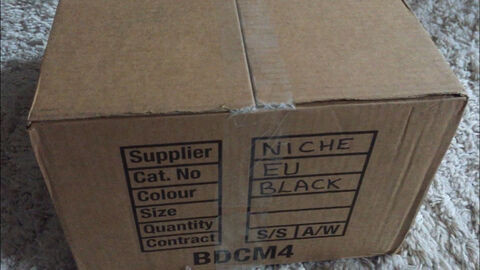 Supplier NICHE
Cat. No EU
Colour BLACK
Size
Quantity
Contract S/S A/W
BDCM4